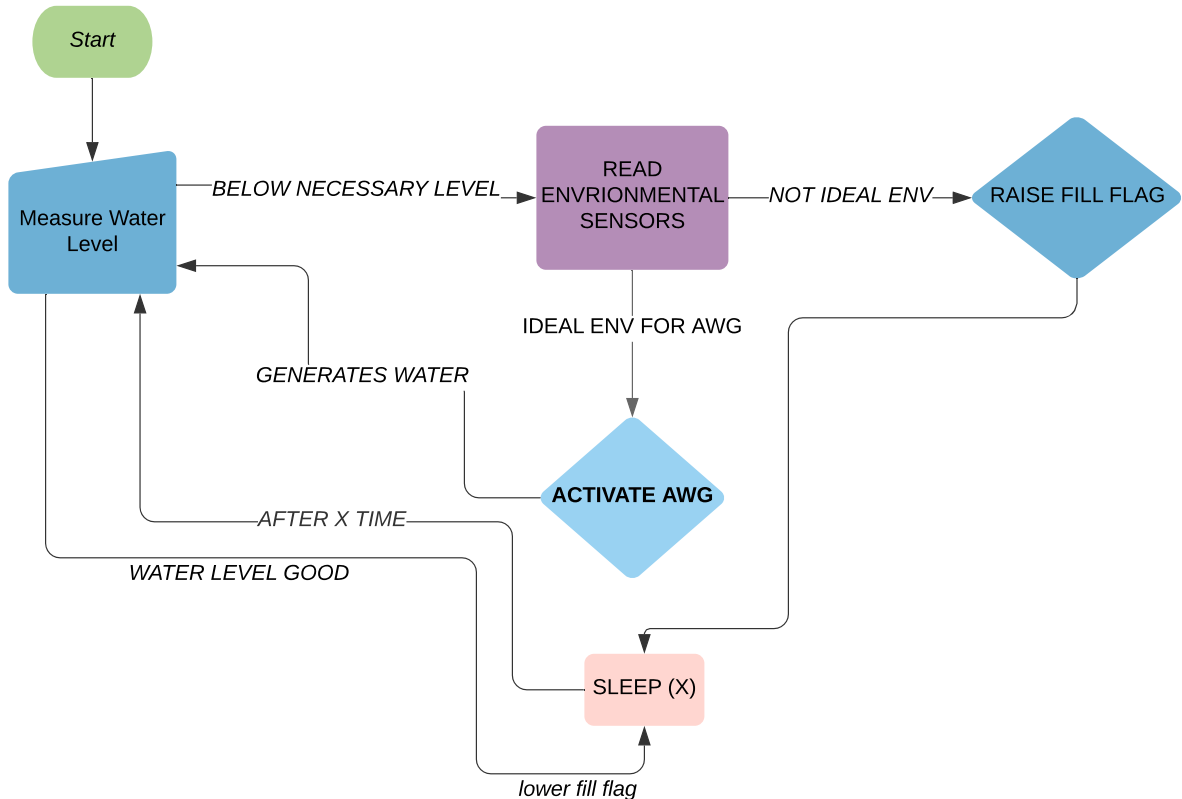 Start
Measure Water
Level
BELOW NECESSARY LEVEL
READ
ENVRIONMENTAL
SENSORS
NOT IDEAL ENV
RAISE FILL FLAG
IDEAL ENV FOR AWG
GENERATES WATER
ACTIVATE AWG
AFTER X TIME
WATER LEVEL GOOD
SLEEP (X)
lower fill flag